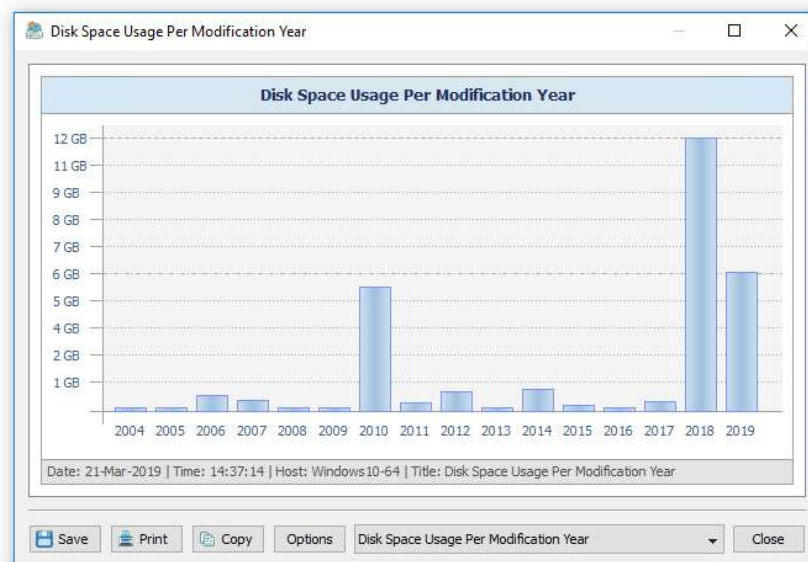 Disk Space Usage Per Modification Year
Disk Space Usage Per Modification Year
12 GB
11 GB
9 GB
8 GB
7 GB
6 GB
5 GB
4 GB
2 GB
1 GB
2004 2005 2006 2007 2008 2009 2010 2011 2012 2013 2014 2015 2016 2017 2018 2019
Date: 21-Mar-2019 | Time: 14:37:14 | Host: Windows10-64 | Title: Disk Space Usage Per Modification Year
Save Print Copy Options Disk Space Usage Per Modification Year Close